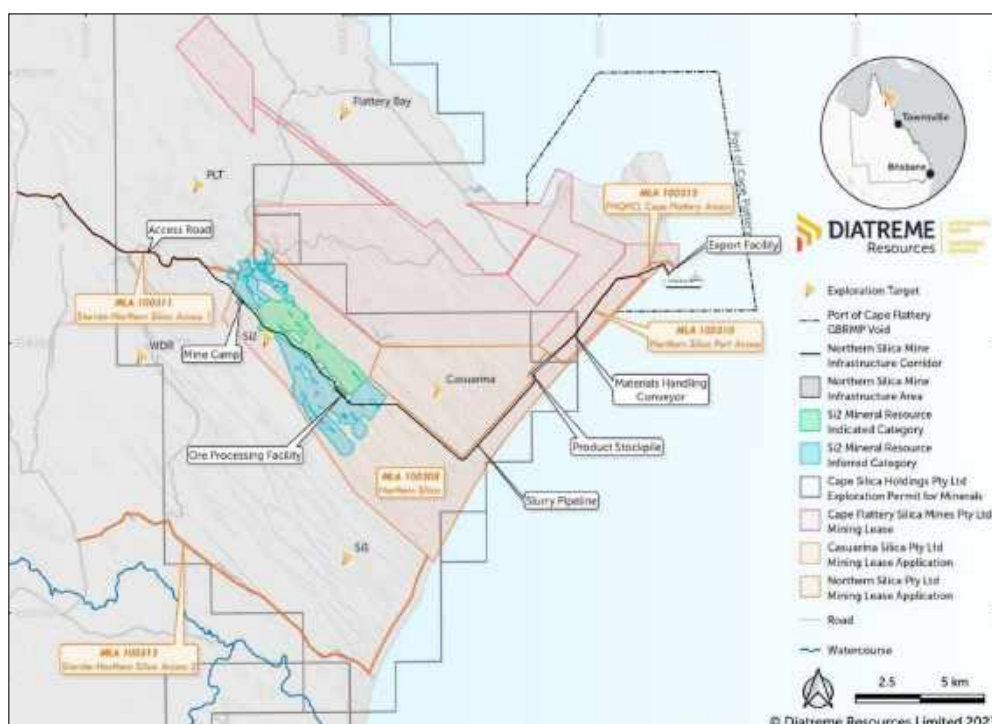 Flattery Bay
PLT
Access Road
MLA 100311
WDR
Mine Camp
Si2
Casuarina
Ore Processing Facility
MLA 100308
Northern Silica
Si5
Slurry Pipeline
Product Stockpile
Materials Handling
Conveyor
MLA 100310
Northern Silica Port Access
Export Facility
Cape Flattery Access
Port of Cape Flattery
Townsville
Brisbane
DIATREME
Resources
Exploration Target
Port of Cape Flattery
GBRMP Void
Northern Silica Mine
Infrastructure Corridor
Northern Silica Mine
Infrastructure Area
Si2 Mineral Resource
Indicated Category
Si2 Mineral Resource
Inferred Category
Cape Silica Holdings Pty Ltd
Exploration Permit for Minerals
Cape Flattery Silica Mines Pty Ltd
Mining Lease
Casuarina Silica Pty Ltd
Mining Lease Application
Northern Silica Pty Ltd
Mining Lease Application
Road
Watercourse
2.5 5 km
© Diatreme Resources Limited